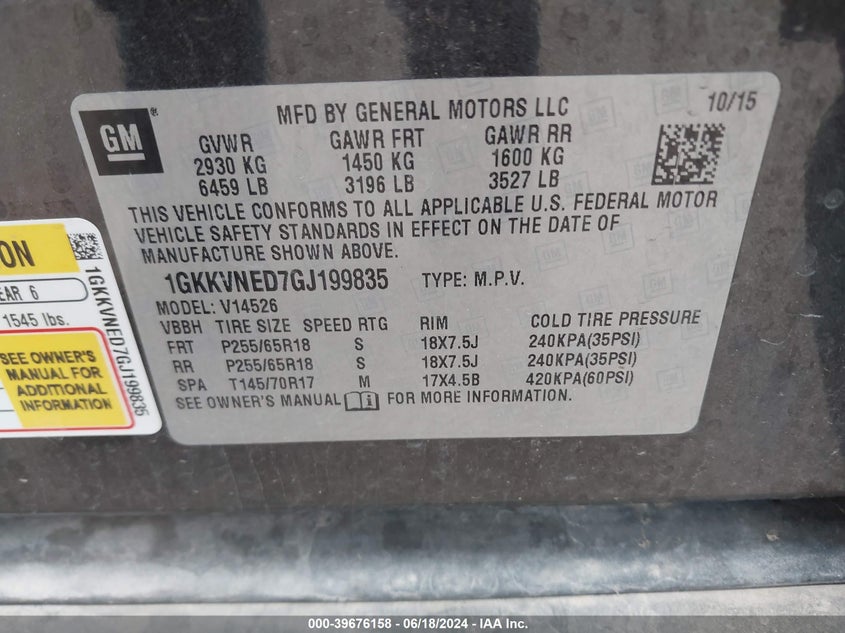 MFD BY GENERAL MOTORS LLC
10/15
GM
GVWR GAWR FRT GAWR RR
2930 KG 1450 KG 1600 KG
6459 LB 3196 LB 3527 LB
THIS VEHICLE CONFORMS TO ALL APPLICABLE U.S. FEDERAL MOTOR
VEHICLE SAFETY STANDARDS IN EFFECT ON THE DATE OF
MANUFACTURE SHOWN ABOVE.
1GKKVNED7GJ199835 TYPE: M.P.V.
MODEL: V14526
VBBH TIRE SIZE SPEED RTG RIM COLD TIRE PRESSURE
FRT P255/65R18 S 18X7.5J 240KPA(35PSI)
RR P255/65R18 S 18X7.5J 240KPA(35PSI)
SPA T145/70R17 M 17X4.5B 420KPA(60PSI)
SEE OWNER'S MANUAL FOR MORE INFORMATION.
6
1545 lbs.
SEE OWNER'S
MANUAL FOR
ADDITIONAL
INFORMATION
1GKKVNED7GJ199835
000-39676158 - 06/18/2024 - IAA Inc.